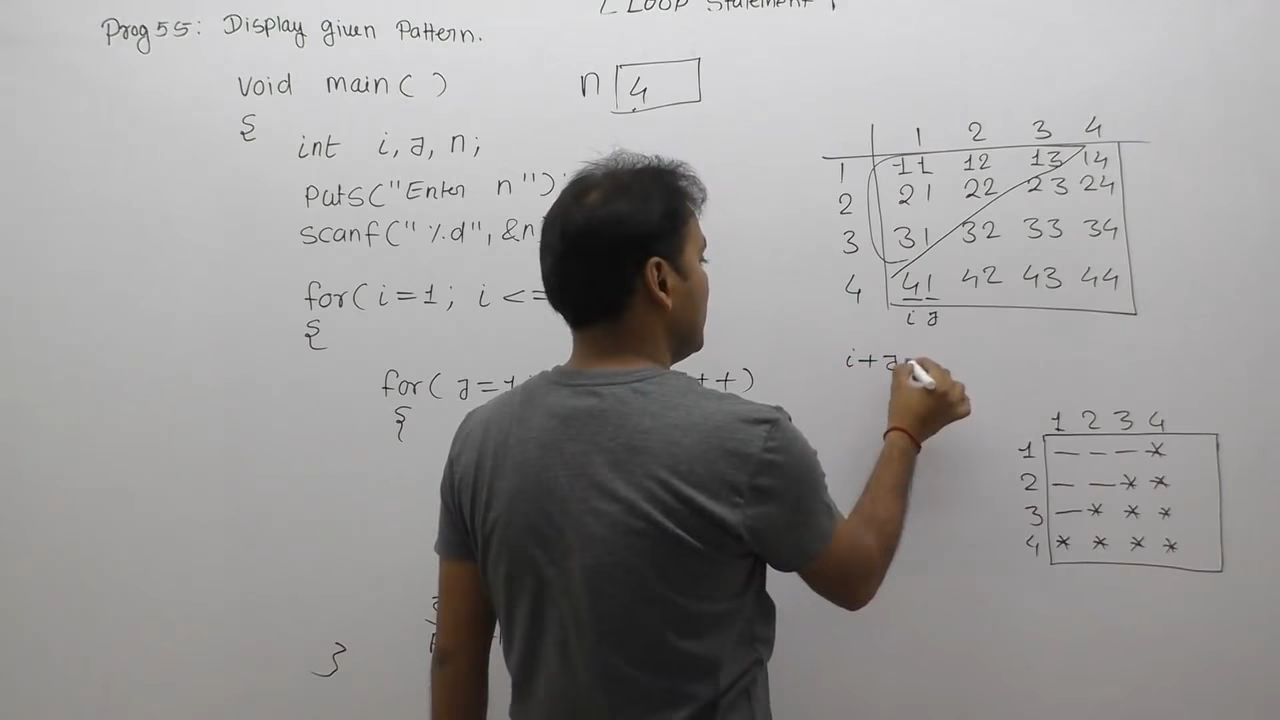 Loop Statement
Prog 55: Display given Pattern.
void main( )
n 4
{
int i, j, n;
puts("Enter n")
scanf("%d", &n
for( i=1; i <=
{
for( j=1 ++)
{
}
1 2 3 4
1 11 12 13 14
2 21 22 23 24
3 31 32 33 34
4 41 42 43 44
i j
i+j
1 2 3 4
1 — — — *
2 — — * *
3 — * * *
4 * * * *